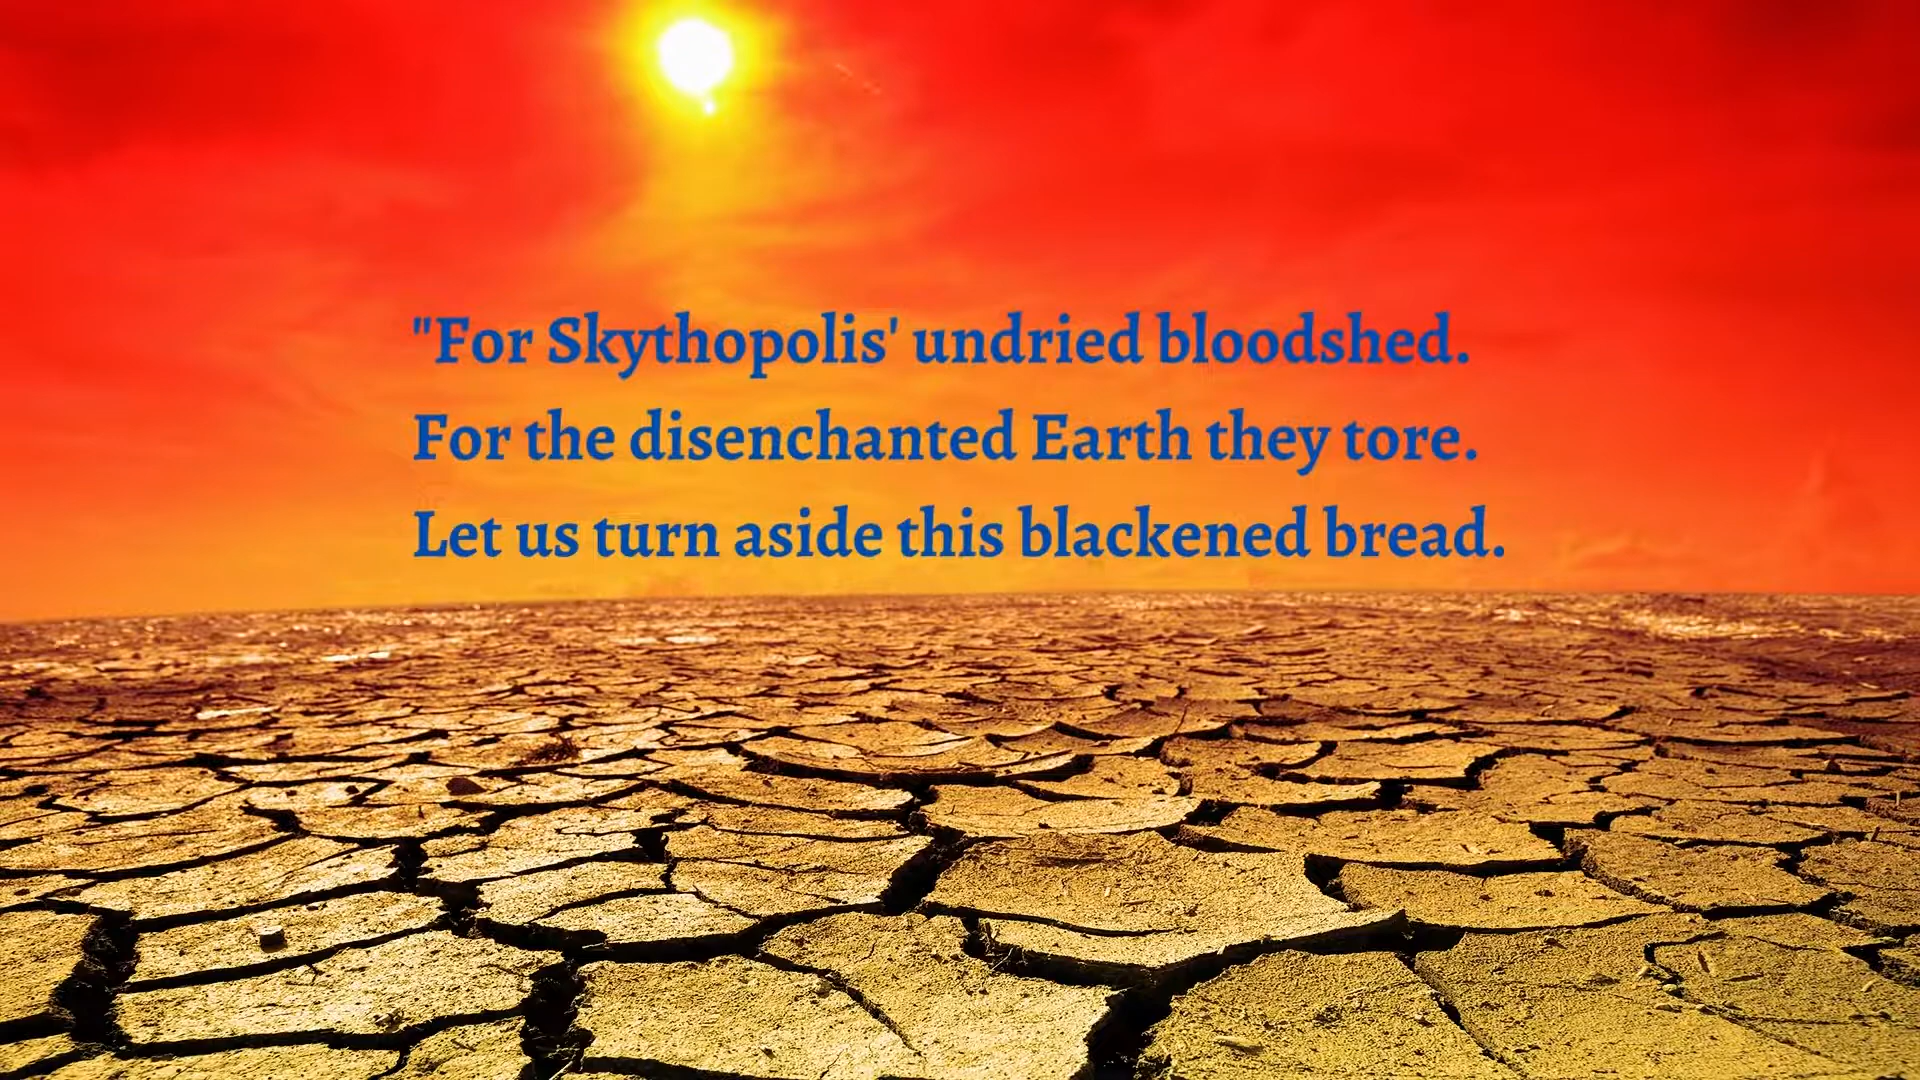 "For Skythopolis' undried bloodshed.
For the disenchanted Earth they tore.
Let us turn aside this blackened bread.